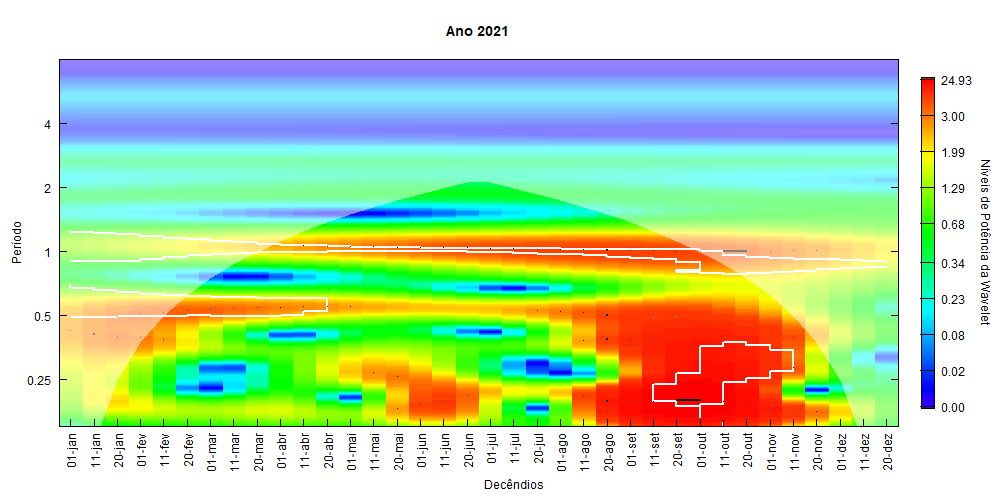 Ano 2021
Período
4
2
1
0.5
0.25
24.93
3.00
1.99
1.29
0.68
0.34
0.23
0.08
0.02
0.00
Níveis de Potência da Wavelet
01-jan
11-jan
20-jan
01-fev
11-fev
20-fev
01-mar
11-mar
20-mar
01-abr
11-abr
20-abr
01-mai
11-mai
20-mai
01-jun
11-jun
20-jun
01-jul
11-jul
20-jul
01-ago
11-ago
20-ago
01-set
11-set
20-set
01-out
11-out
20-out
01-nov
11-nov
20-nov
01-dez
11-dez
20-dez
Decêndios